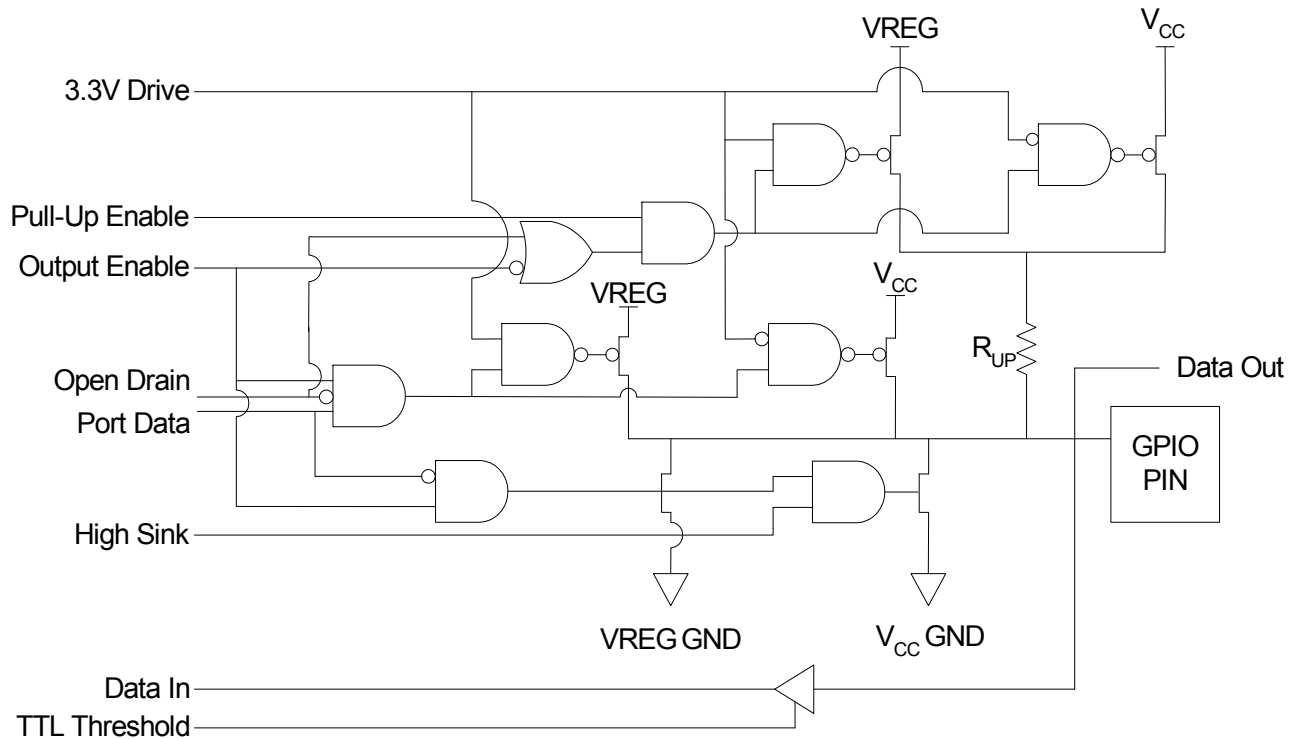 VREG
VCC
3.3V Drive
Pull-Up Enable
Output Enable
VREG
VCC
RUP
Open Drain
Data Out
Port Data
GPIO
PIN
High Sink
VREG GND
VCC GND
Data In
TTL Threshold